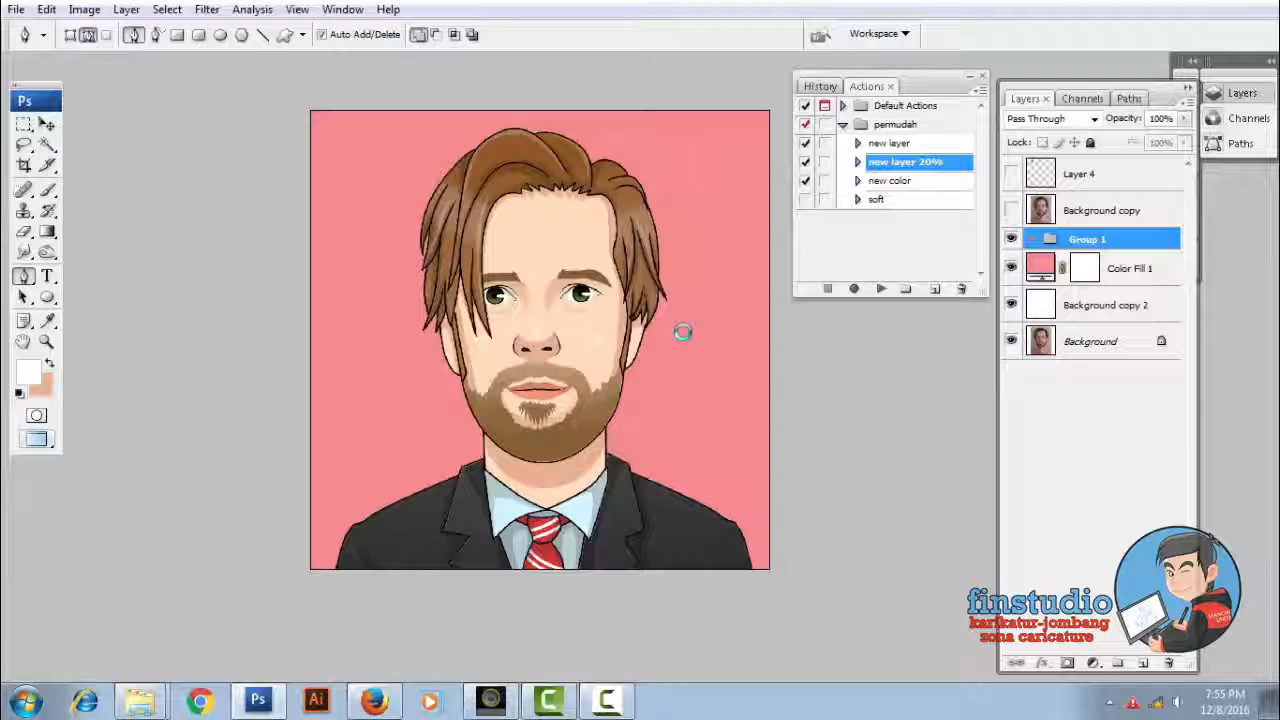 File Edit Image Layer Select Filter Analysis View Window Help
Auto Add/Delete
Workspace
Ps
History Actions
Default Actions
permudah
new layer
new layer 20%
new color
soft
Layers Channels Paths
Pass Through Opacity: 100%
Lock: Fill: 100%
Layer 4
Background copy
Group 1
Color Fill 1
Background copy 2
Background
Layers
Channels
Paths
T
finstudio
karikatur-jombang
zona caricature
Ps Ai
7:55 PM
12/8/2016